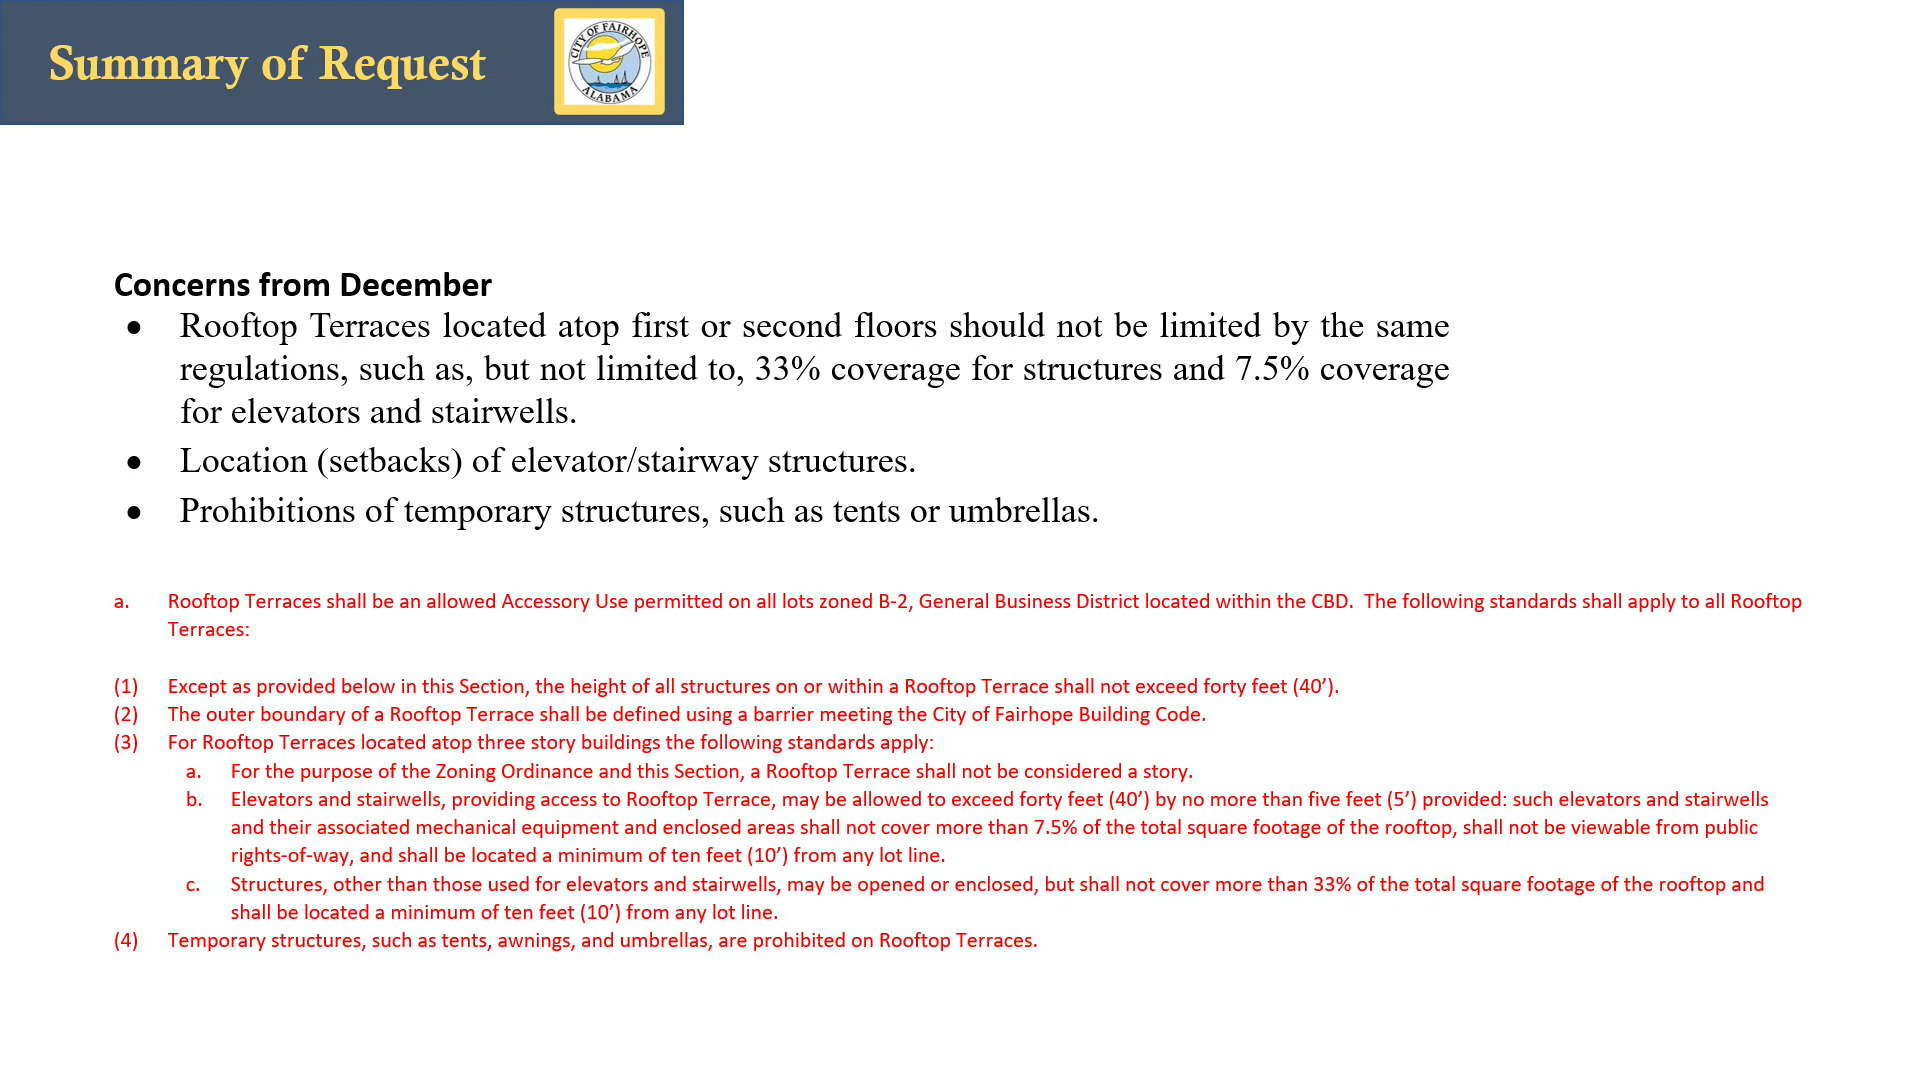 Summary of Request
CITY OF FAIRHOPE
ALABAMA
Concerns from December
● Rooftop Terraces located atop first or second floors should not be limited by the same
regulations, such as, but not limited to, 33% coverage for structures and 7.5% coverage
for elevators and stairwells.
● Location (setbacks) of elevator/stairway structures.
● Prohibitions of temporary structures, such as tents or umbrellas.
a. Rooftop Terraces shall be an allowed Accessory Use permitted on all lots zoned B-2, General Business District located within the CBD. The following standards shall apply to all Rooftop
Terraces:
(1) Except as provided below in this Section, the height of all structures on or within a Rooftop Terrace shall not exceed forty feet (40’).
(2) The outer boundary of a Rooftop Terrace shall be defined using a barrier meeting the City of Fairhope Building Code.
(3) For Rooftop Terraces located atop three story buildings the following standards apply:
a. For the purpose of the Zoning Ordinance and this Section, a Rooftop Terrace shall not be considered a story.
b. Elevators and stairwells, providing access to Rooftop Terrace, may be allowed to exceed forty feet (40’) by no more than five feet (5’) provided: such elevators and stairwells
and their associated mechanical equipment and enclosed areas shall not cover more than 7.5% of the total square footage of the rooftop, shall not be viewable from public
rights-of-way, and shall be located a minimum of ten feet (10’) from any lot line.
c. Structures, other than those used for elevators and stairwells, may be opened or enclosed, but shall not cover more than 33% of the total square footage of the rooftop and
shall be located a minimum of ten feet (10’) from any lot line.
(4) Temporary structures, such as tents, awnings, and umbrellas, are prohibited on Rooftop Terraces.